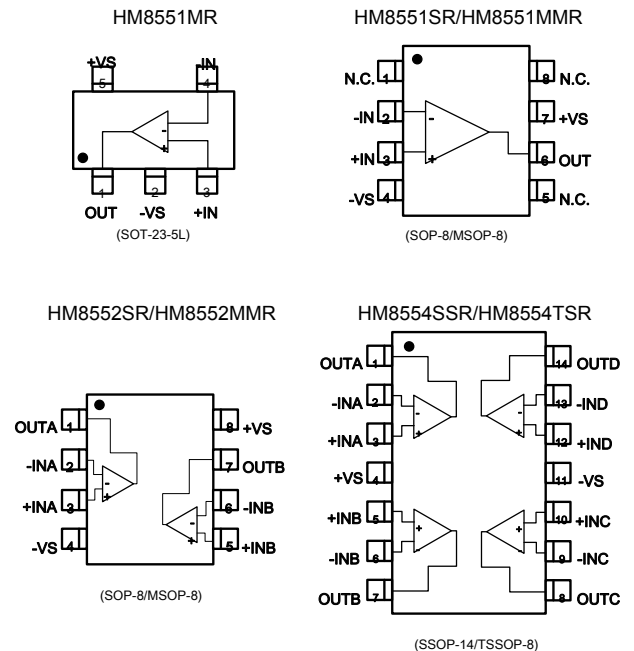 HM8551MR
+VS -IN
5 4
- +
1 2 3
OUT -VS +IN
(SOT-23-5L)
HM8551SR/HM8551MMR
N.C. 1 8 N.C.
-IN 2 - 7 +VS
+IN 3 + 6 OUT
-VS 4 5 N.C.
(SOP-8/MSOP-8)
HM8552SR/HM8552MMR
OUTA 1 8 +VS
-INA 2 - 7 OUTB
+INA 3 + - 6 -INB
-VS 4 + 5 +INB
(SOP-8/MSOP-8)
HM8554SSR/HM8554TSR
OUTA 1 14 OUTD
-INA 2 - - 13 -IND
+INA 3 + + 12 +IND
+VS 4 11 -VS
+INB 5 + + 10 +INC
-INB 6 - - 9 -INC
OUTB 7 8 OUTC
(SSOP-14/TSSOP-8)